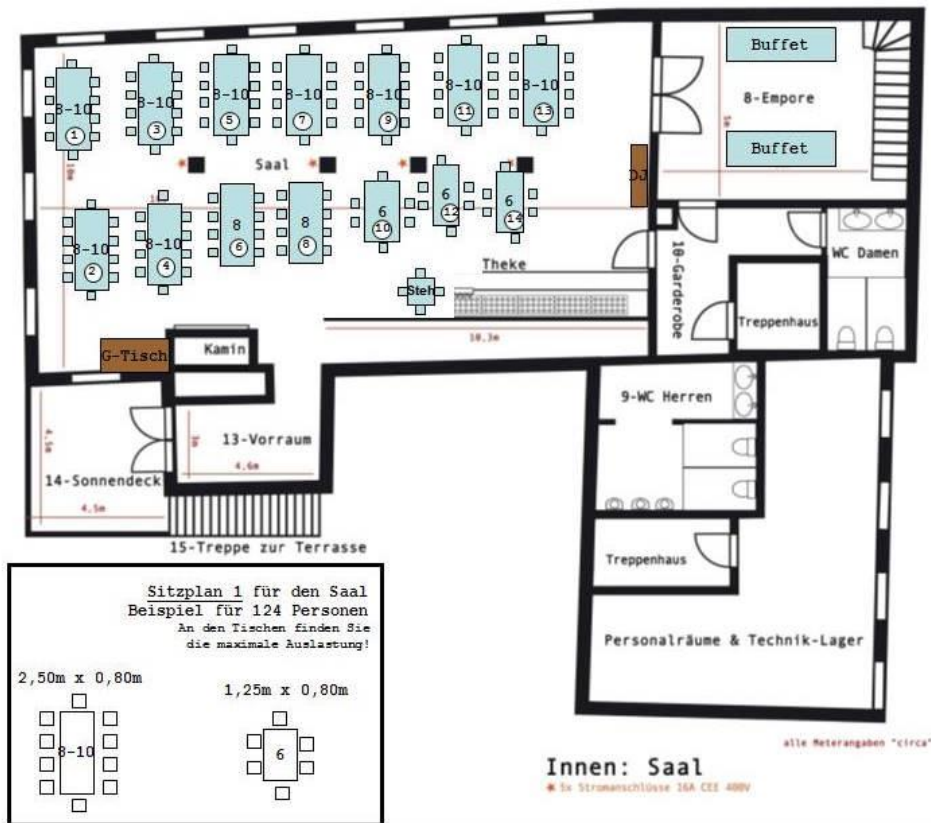 Buffet
8-10
1
8-10
3
8-10
5
8-10
7
8-10
9
8-10
11
8-10
13
8-Empore
5m
Buffet
Saal
10m
DJ
8-10
2
8-10
4
8
6
8
8
6
10
6
12
6
14
Steh
Theke
10-Garderobe
WC Damen
Treppenhaus
10,3m
G-Tisch
Kamin
9-WC Herren
13-Vorraum
3m
4,6m
4,5m
14-Sonnendeck
4,5m
15-Treppe zur Terrasse
Treppenhaus
Personalräume & Technik-Lager
Sitzplan 1 für den Saal
Beispiel für 124 Personen
An den Tischen finden Sie
die maximale Auslastung!
2,50m x 0,80m
1,25m x 0,80m
8-10
6
alle Meterangaben "circa"
Innen: Saal
* 5x Stromanschlüsse 16A CEE 400V